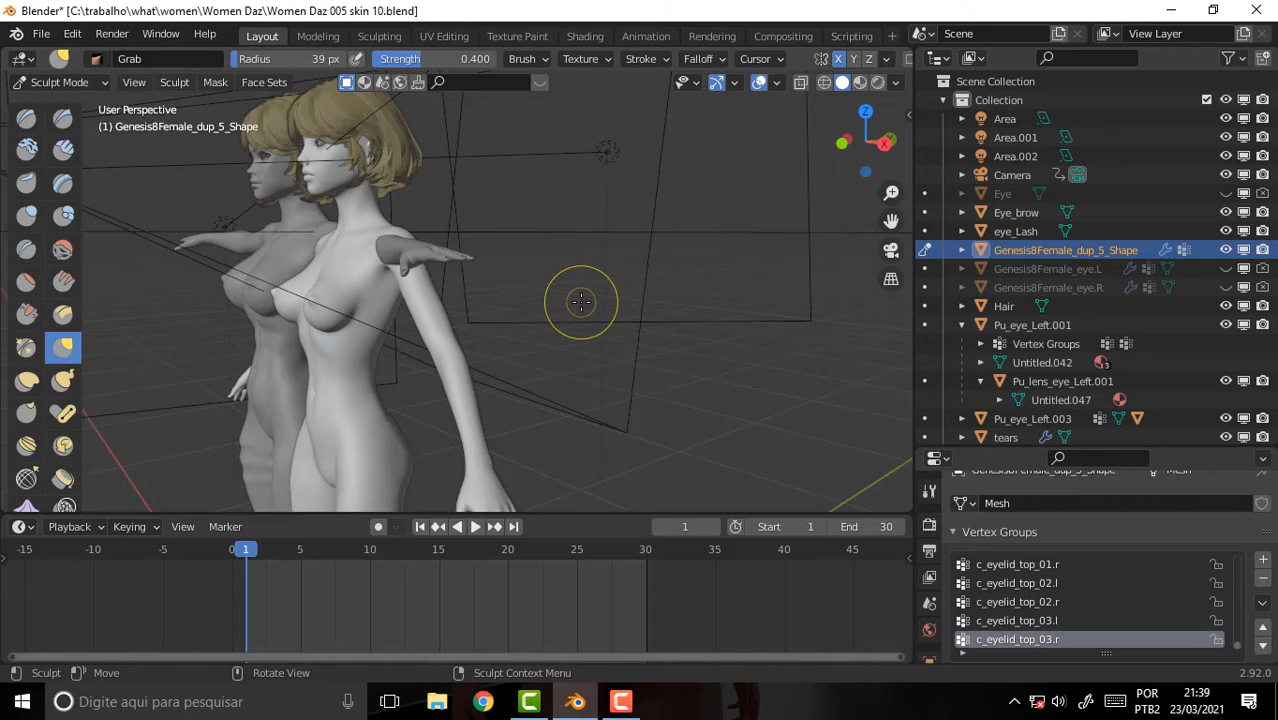 Blender* [C:\trabalho\what\women\Women Daz\Women Daz 005 skin 10.blend]
File Edit Render Window Help Layout Modeling Sculpting UV Editing Texture Paint Shading Animation Rendering Compositing Scripting + Scene View Layer
Grab Radius 39 px Strength 0.400 Brush Texture Stroke Falloff Cursor X Y Z
Sculpt Mode View Sculpt Mask Face Sets
User Perspective
(1) Genesis8Female_dup_5_Shape
Z
X
Scene Collection
Collection
Area
Area.001
Area.002
Camera
Eye
Eye_brow
eye_Lash
Genesis8Female_dup_5_Shape
Genesis8Female_eye.L
Genesis8Female_eye.R
Hair
Pu_eye_Left.001
Vertex Groups
Untitled.042 3
Pu_lens_eye_Left.001
Untitled.047
Pu_eye_Left.003
tears
Mesh
Vertex Groups
c_eyelid_top_01.r
c_eyelid_top_02.l
c_eyelid_top_02.r
c_eyelid_top_03.l
c_eyelid_top_03.r
Playback Keying View Marker 1 Start 1 End 30
-15 -10 -5 0 1 5 10 15 20 25 30 35 40 45
Sculpt Move Rotate View Sculpt Context Menu 2.92.0
Digite aqui para pesquisar
POR
PTB2
21:39
23/03/2021